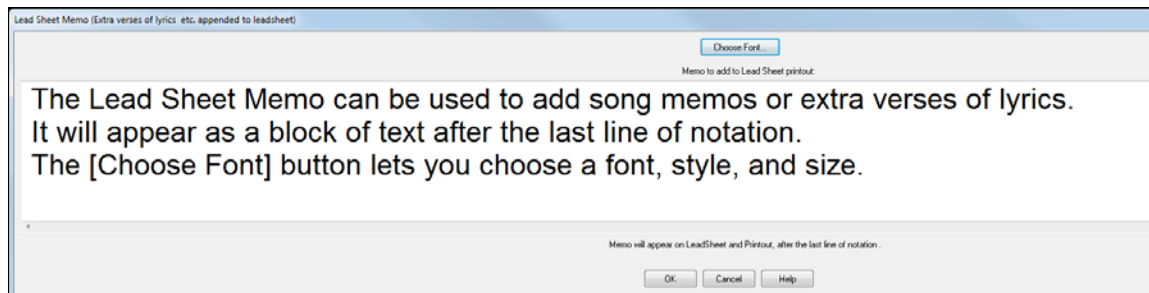 Lead Sheet Memo (Extra verses of lyrics etc. appended to leadsheet)
Choose Font...
Memo to add to Lead Sheet printout:
The Lead Sheet Memo can be used to add song memos or extra verses of lyrics.
It will appear as a block of text after the last line of notation.
The [Choose Font] button lets you choose a font, style, and size.
Memo will appear on LeadSheet and Printout, after the last line of notation .
OK Cancel Help